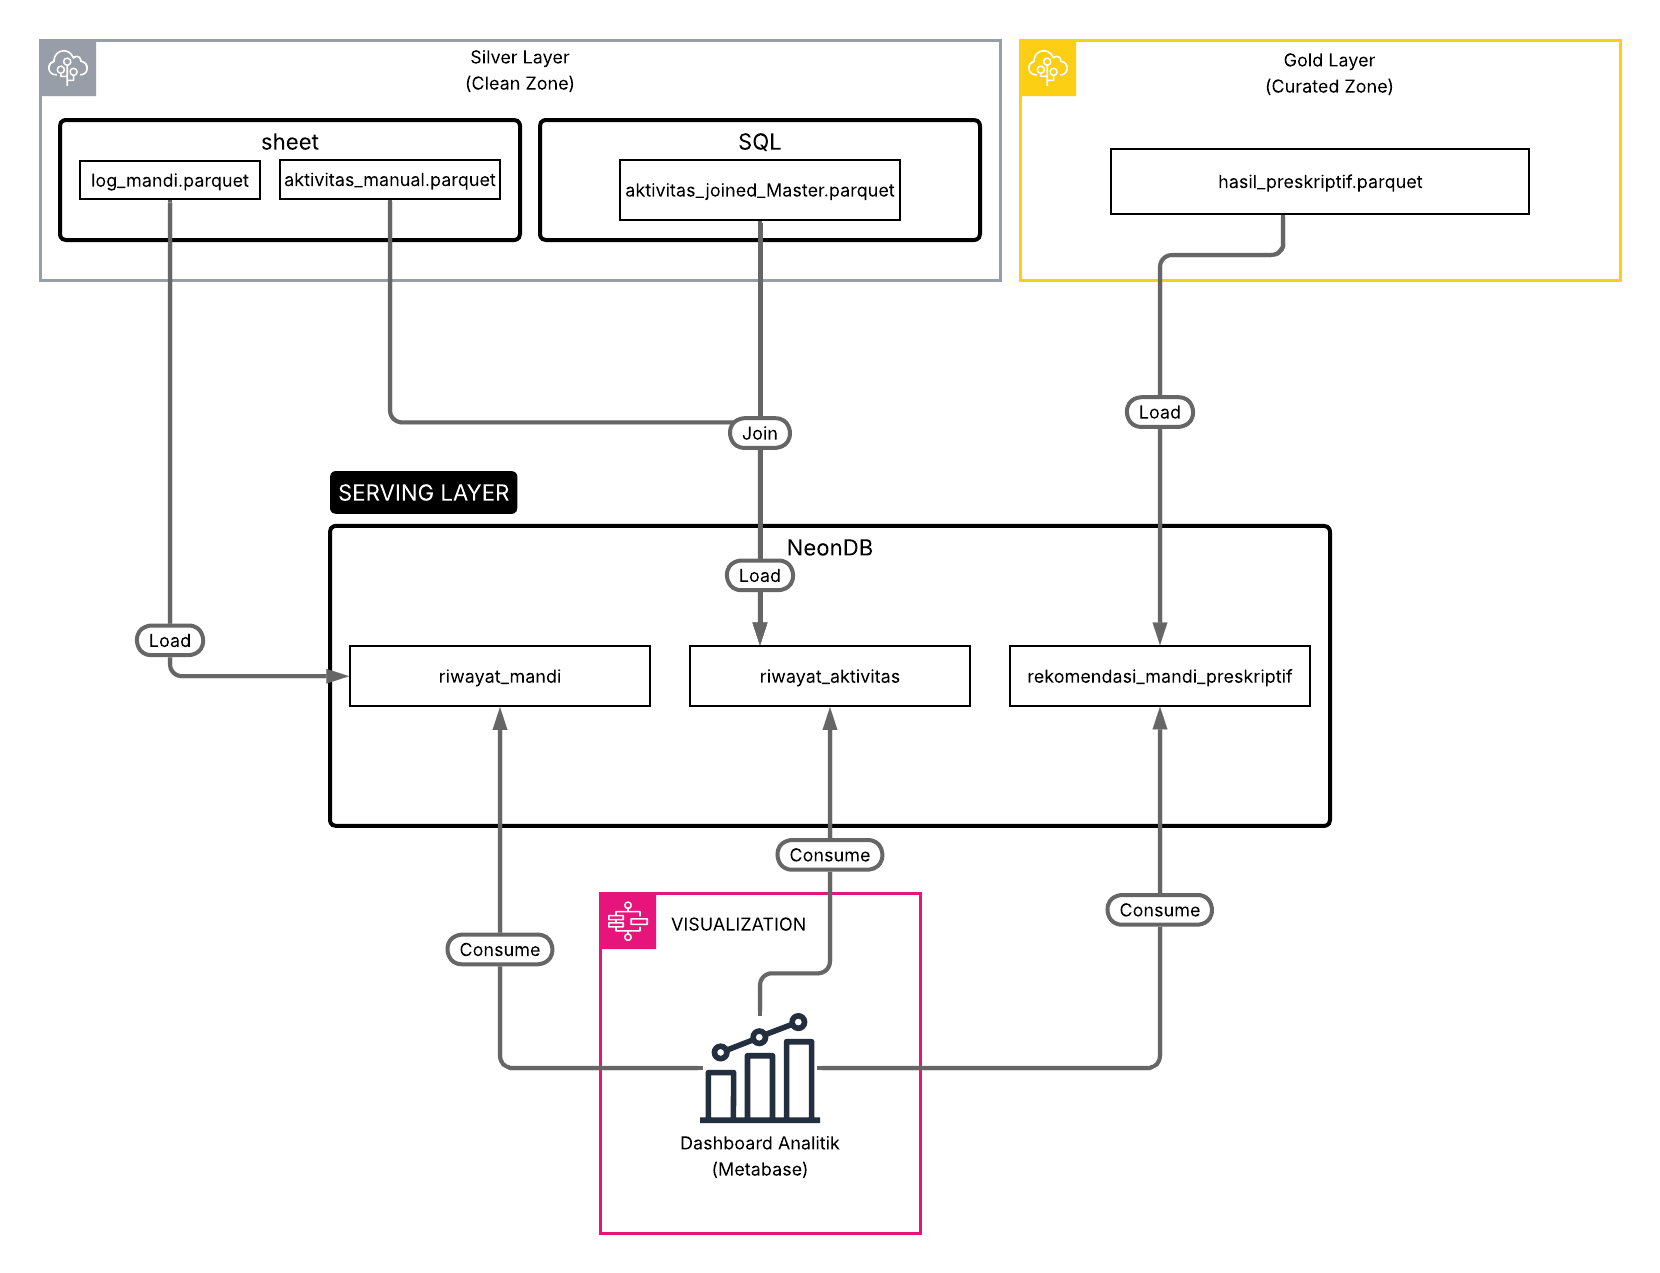 Silver Layer
(Clean Zone)
Gold Layer
(Curated Zone)
sheet
SQL
log_mandi.parquet
aktivitas_manual.parquet
aktivitas_joined_Master.parquet
hasil_preskriptif.parquet
Load
Join
SERVING LAYER
NeonDB
Load
Load
riwayat_mandi
riwayat_aktivitas
rekomendasi_mandi_preskriptif
Consume
Consume
VISUALIZATION
Consume
Dashboard Analitik
(Metabase)